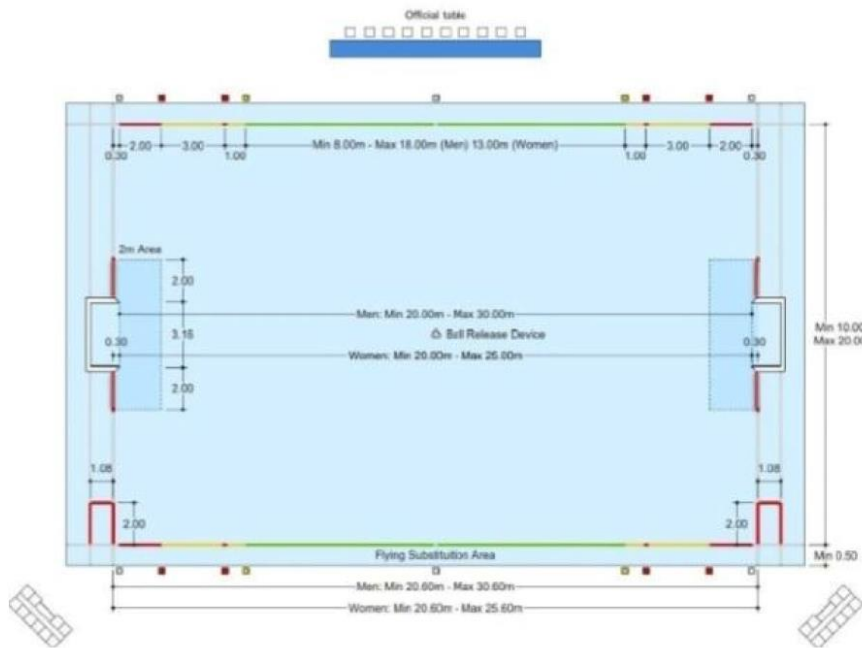 Official table
0.30 2.00 3.00 1.00 Min 8.00m - Max 18.00m (Men) 13.00m (Women) 1.00 3.00 2.00 0.30
2m Area
2.00
Men: Min 20.00m - Max 30.00m
3.15
Ball Release Device
0.30 0.30
Min 10.00
Max 20.00
Women: Min 20.00m - Max 25.00m
2.00
1.08 1.08
2.00 2.00
Flying Substitution Area
Min 0.50
Men: Min 20.60m - Max 30.60m
Women: Min 20.60m - Max 25.60m